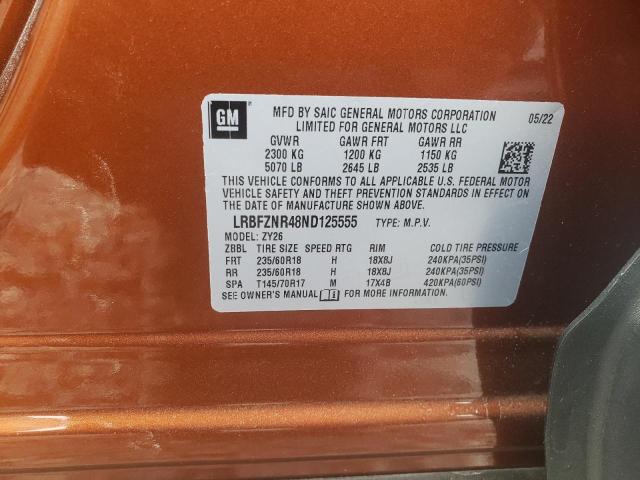 GM
MFD BY SAIC GENERAL MOTORS CORPORATION 05/22
LIMITED FOR GENERAL MOTORS LLC
GVWR GAWR FRT GAWR RR
2300 KG 1200 KG 1150 KG
5070 LB 2645 LB 2535 LB
THIS VEHICLE CONFORMS TO ALL APPLICABLE U.S. FEDERAL MOTOR
VEHICLE SAFETY AND THEFT PREVENTION STANDARDS IN EFFECT ON
THE DATE OF MANUFACTURE SHOWN ABOVE.
LRBFZNR48ND125555 TYPE: M.P.V.
MODEL: ZY26
ZBBL TIRE SIZE SPEED RTG RIM COLD TIRE PRESSURE
FRT 235/60R18 H 18X8J 240KPA(35PSI)
RR 235/60R18 H 18X8J 240KPA(35PSI)
SPA T145/70R17 M 17X4B 420KPA(60PSI)
SEE OWNER'S MANUAL i FOR MORE INFORMATION